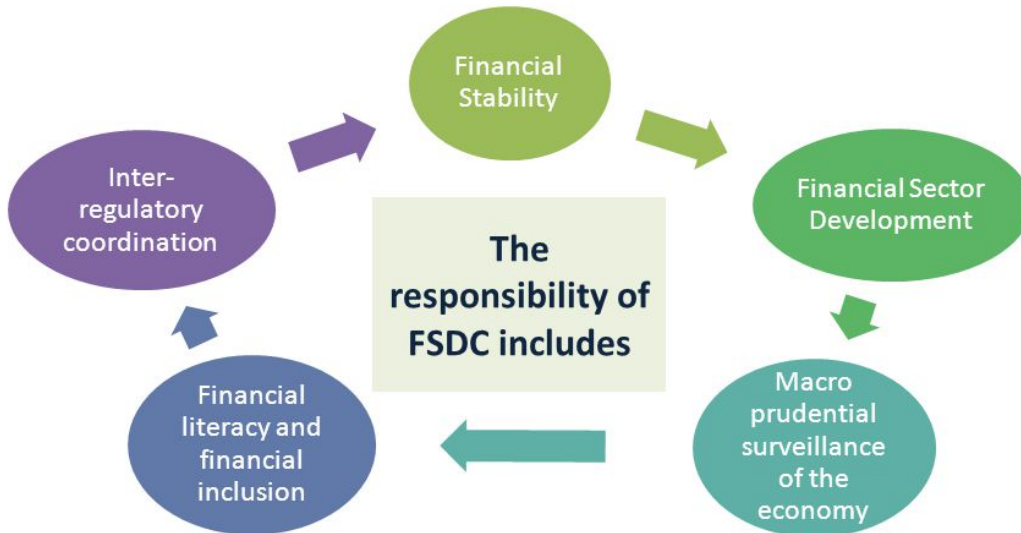 Financial
Stability
Financial Sector
Development
Macro
prudential
surveillance
of the
economy
Financial
literacy and
financial
inclusion
Inter-
regulatory
coordination
The
responsibility of
FSDC includes